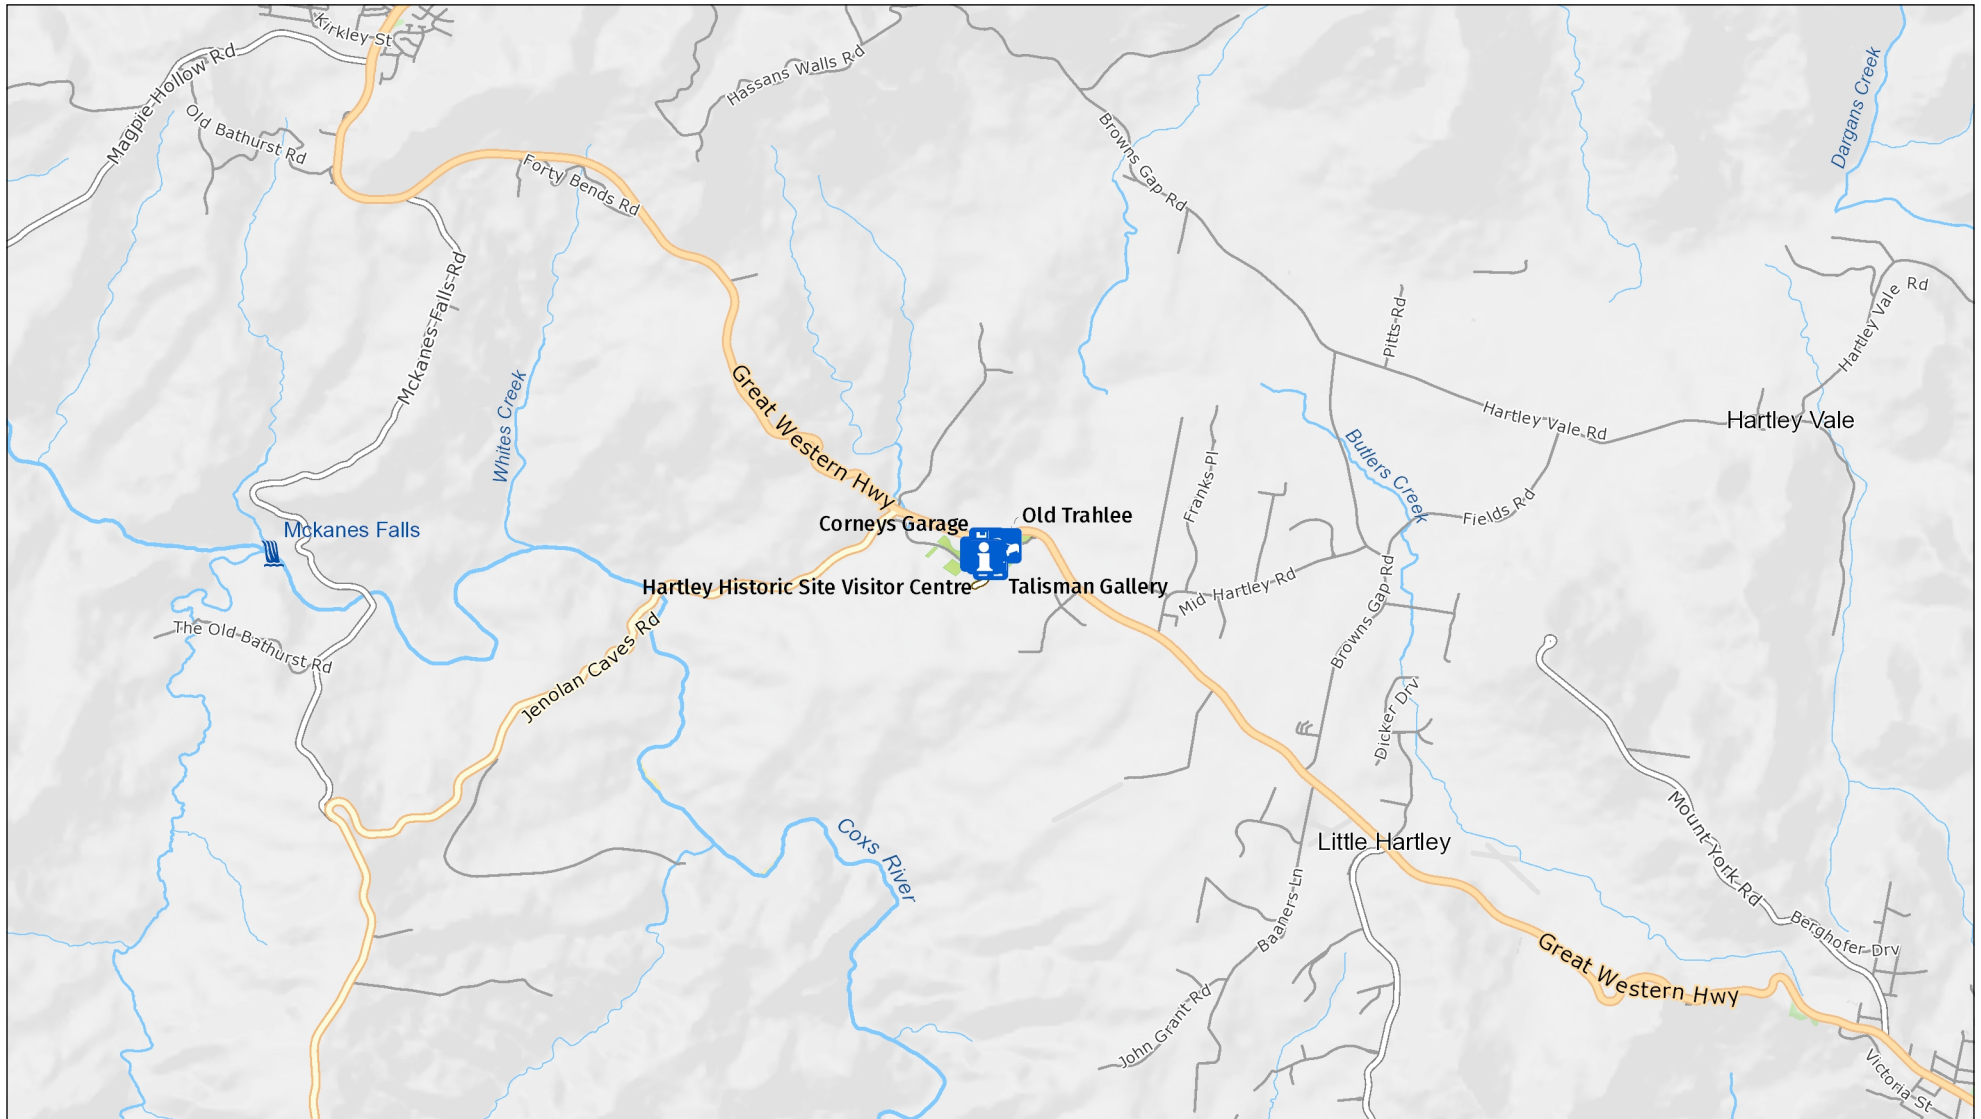 Kirkley St
Magpie Hollow Rd
Hassans Walls Rd
Dargans Creek
Old Bathurst Rd
Browns Gap Rd
Forty Bends Rd
Mckanes Falls Rd
Hartley Vale Rd
Pitts Rd
Great Western Hwy
Whites Creek
Hartley Vale Rd
Hartley Vale
Butlers Creek
Franks Pl
Fields Rd
Mckanes Falls
Corneys Garage
Old Trahlee
Hartley Historic Site Visitor Centre
Talisman Gallery
Mid Hartley Rd
Browns Gap Rd
The Old Bathurst Rd
Jenolan Caves Rd
Dicker Drv
Mount York Rd
Little Hartley
Coxs River
Baaners Ln
Berghofer Drv
Great Western Hwy
John Grant Rd
Victoria St